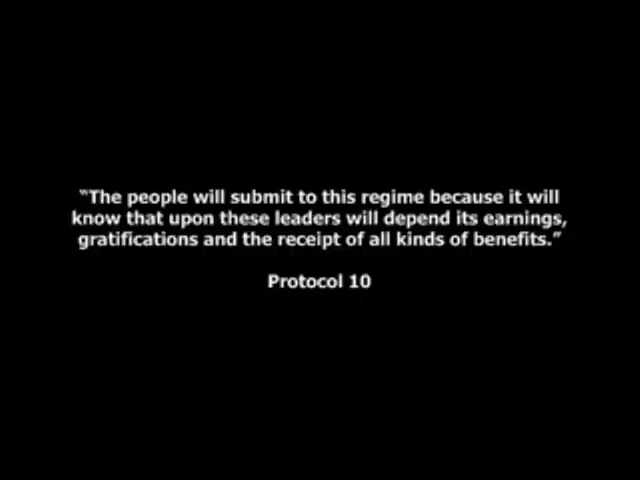 “The people will submit to this regime because it will
know that upon these leaders will depend its earnings,
gratifications and the receipt of all kinds of benefits.”
Protocol 10